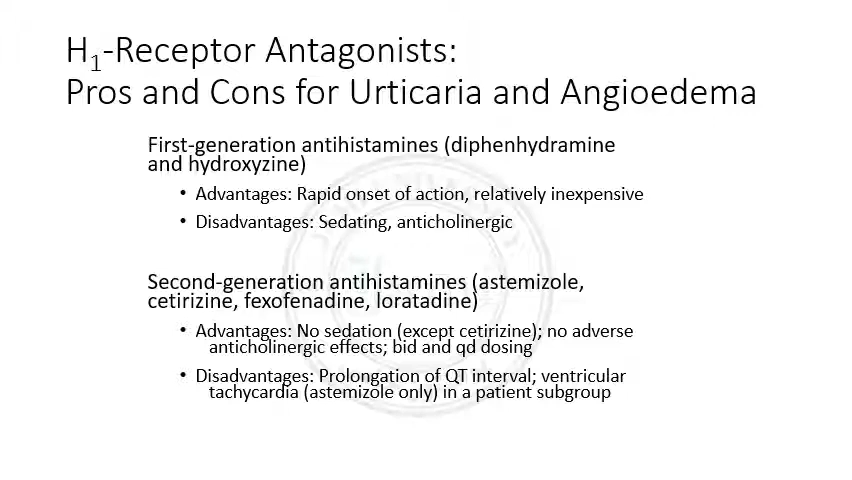 H1-Receptor Antagonists:
Pros and Cons for Urticaria and Angioedema
First-generation antihistamines (diphenhydramine
and hydroxyzine)
• Advantages: Rapid onset of action, relatively inexpensive
• Disadvantages: Sedating, anticholinergic
Second-generation antihistamines (astemizole,
cetirizine, fexofenadine, loratadine)
• Advantages: No sedation (except cetirizine); no adverse
anticholinergic effects; bid and qd dosing
• Disadvantages: Prolongation of QT interval; ventricular
tachycardia (astemizole only) in a patient subgroup